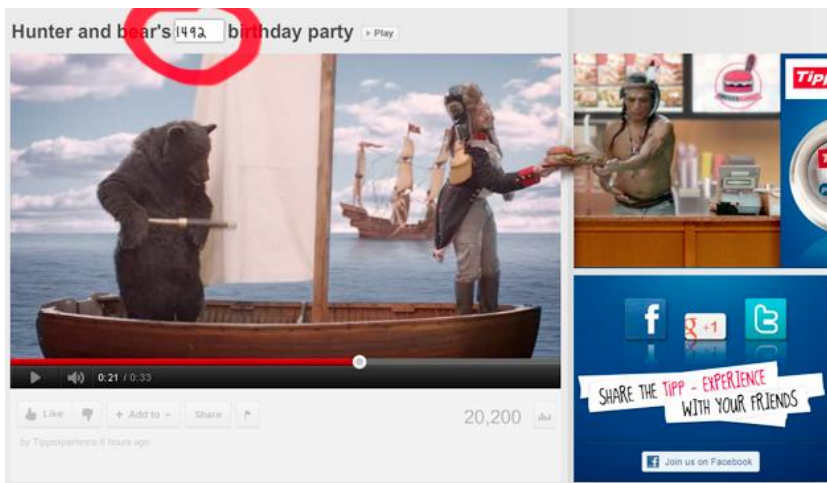 Hunter and bear's 1492 birthday party Play
Tipp
0:21 / 0:33
Like
+ Add to
Share
20,200
by Tippexperience 6 hours ago
f
g +1
SHARE THE TIPP - EXPERIENCE
WITH YOUR FRIENDS
f Join us on Facebook